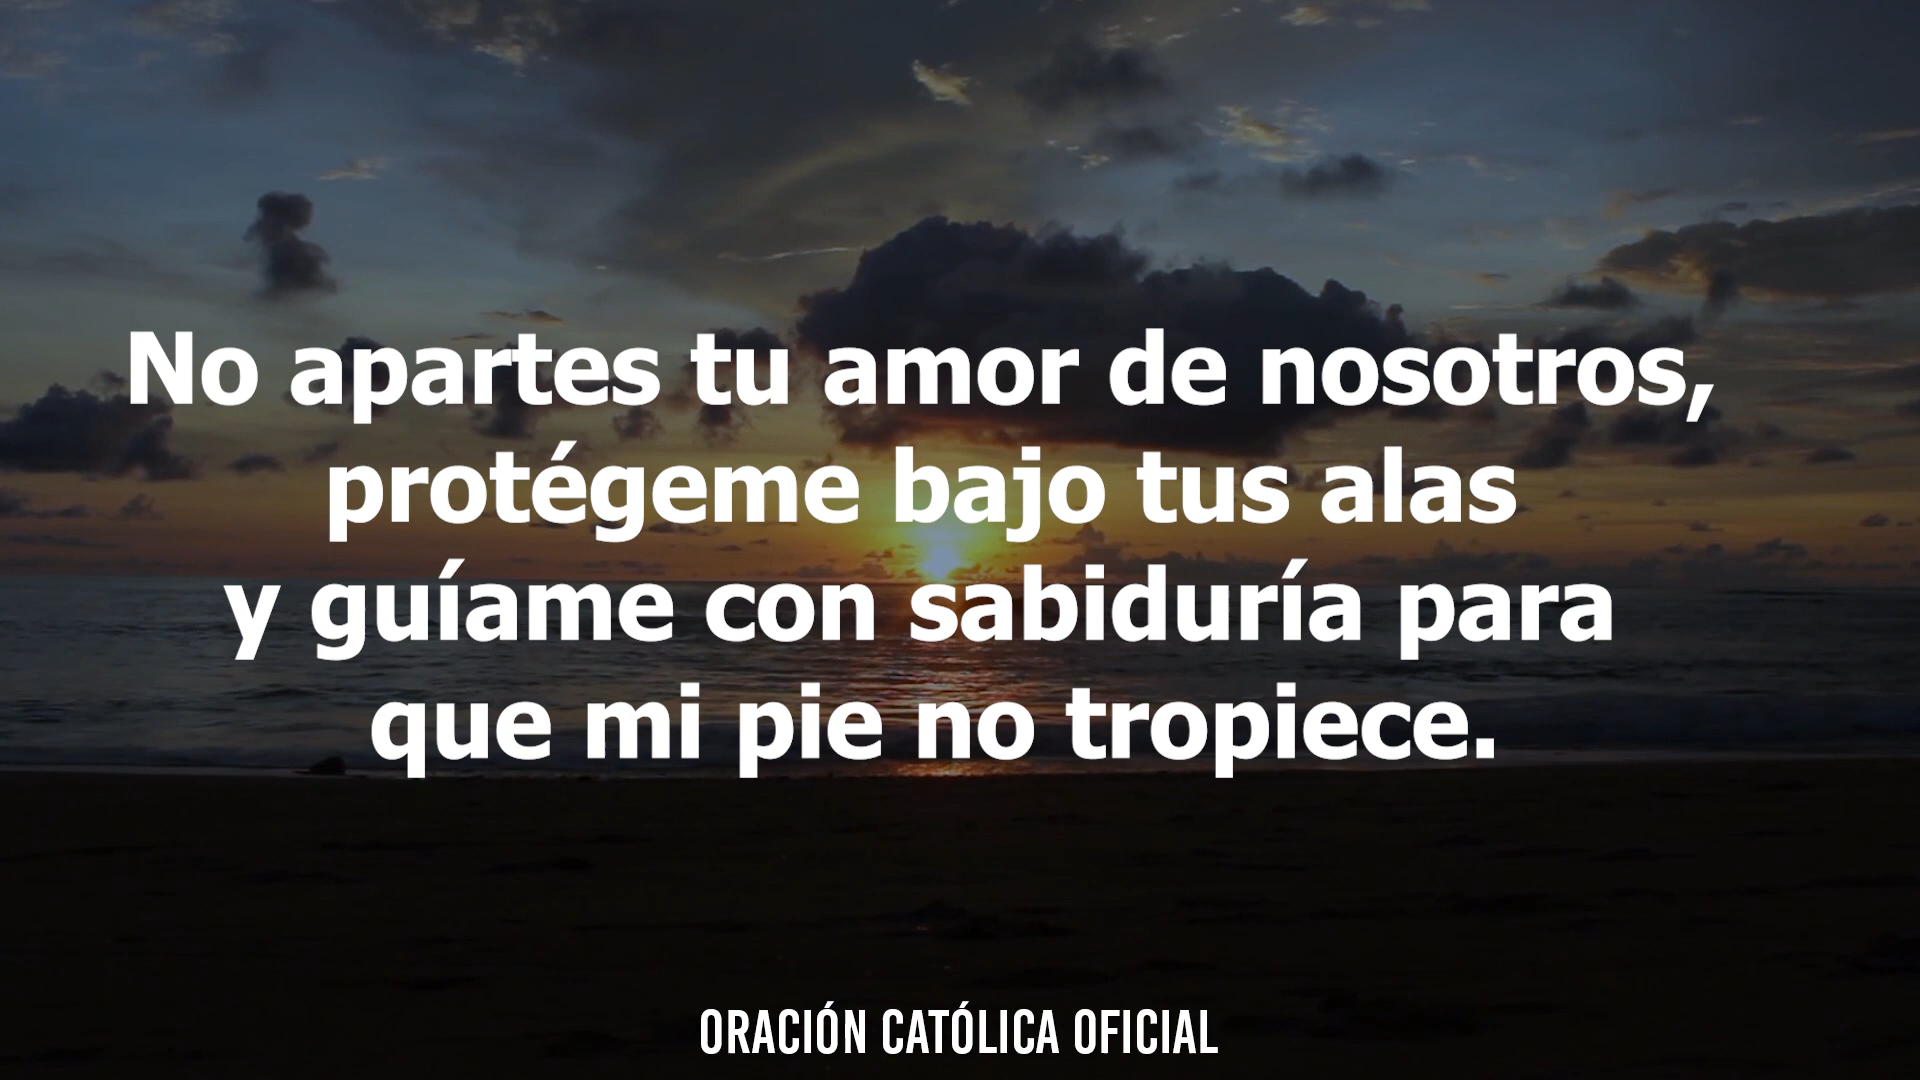 No apartes tu amor de nosotros,
protégeme bajo tus alas
y guíame con sabiduría para
que mi pie no tropiece.
ORACIÓN CATÓLICA OFICIAL